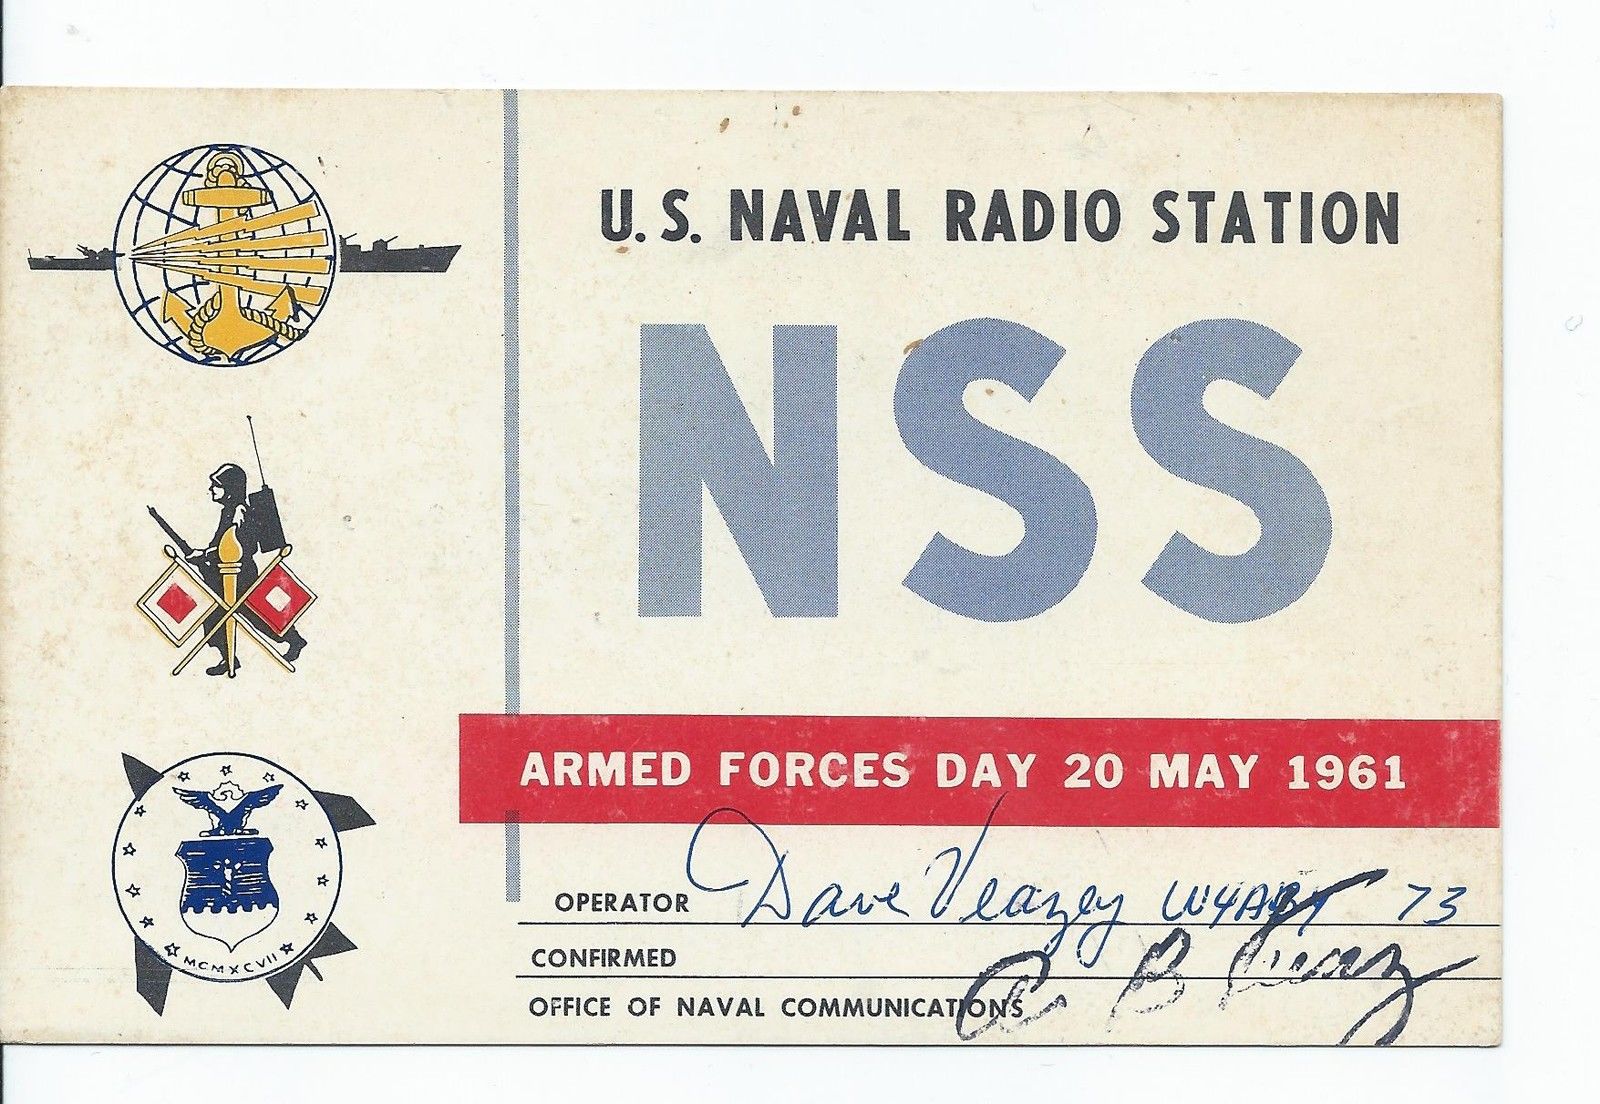 U.S. NAVAL RADIO STATION
NSS
ARMED FORCES DAY 20 MAY 1961
OPERATOR Dave Veazey 73
CONFIRMED
OFFICE OF NAVAL COMMUNICATIONS
MCMXCVII